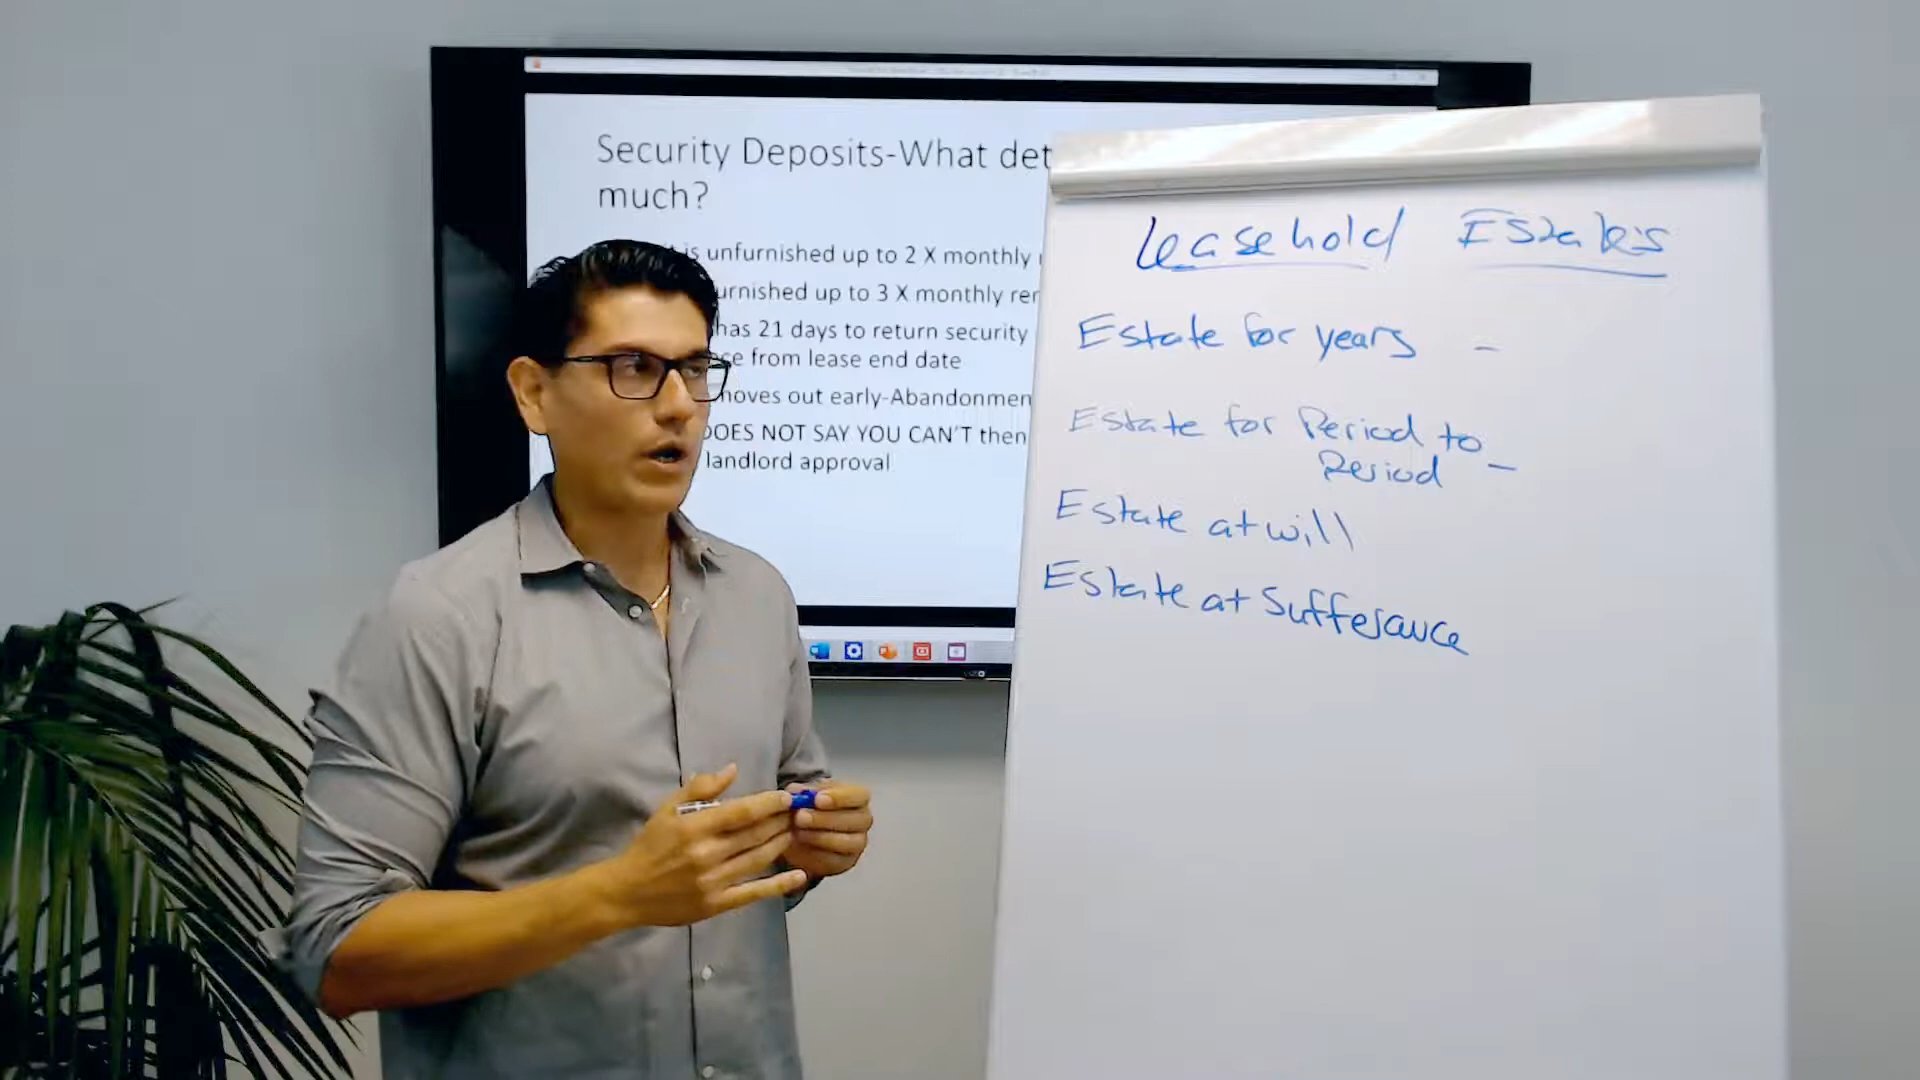 Security Deposits-What det
much?
is unfurnished up to 2 X monthly
urnished up to 3 X monthly ren
has 21 days to return security
ce from lease end date
moves out early-Abandonmen
DOES NOT SAY YOU CAN'T then
landlord approval
Leasehold Estates
Estate for years -
Estate for Period to
Period -
Estate at will
Estate at Sufferance